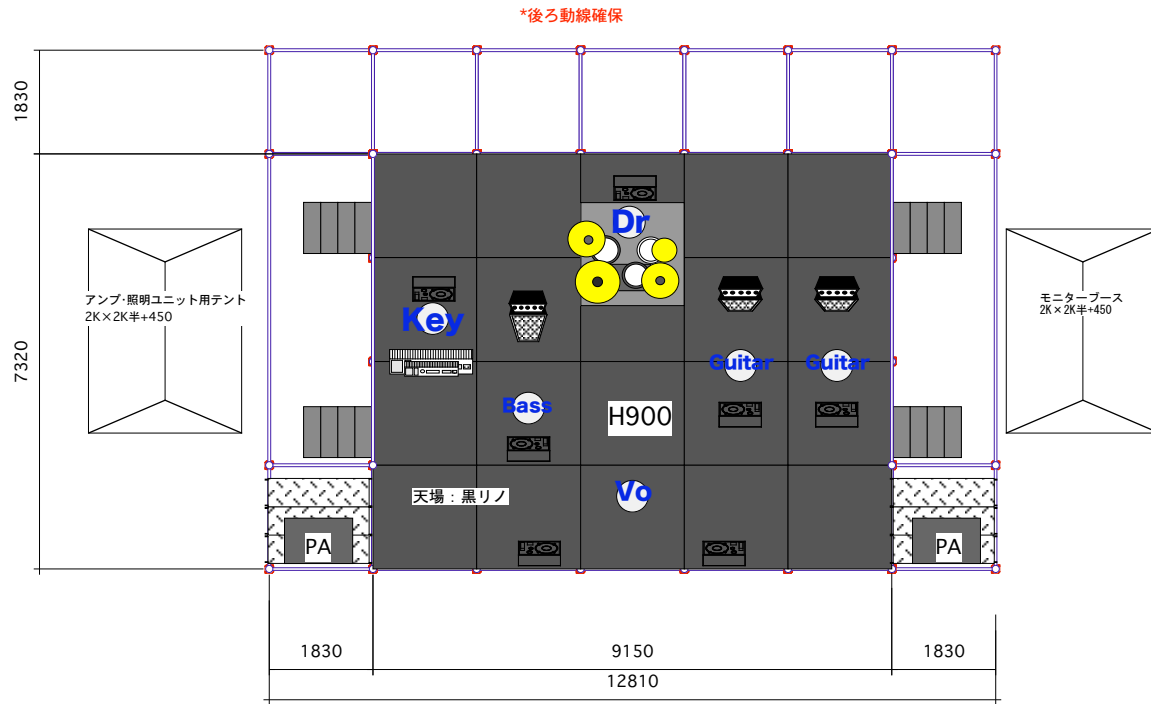 *後ろ動線確保
1830
7320
アンプ・照明ユニット用テント
2K×2K半+450
モニターブース
2K×2K半+450
Dr
Key
Guitar
Guitar
Bass
H900
天場：黒リノ
Vo
PA
PA
1830
9150
1830
12810